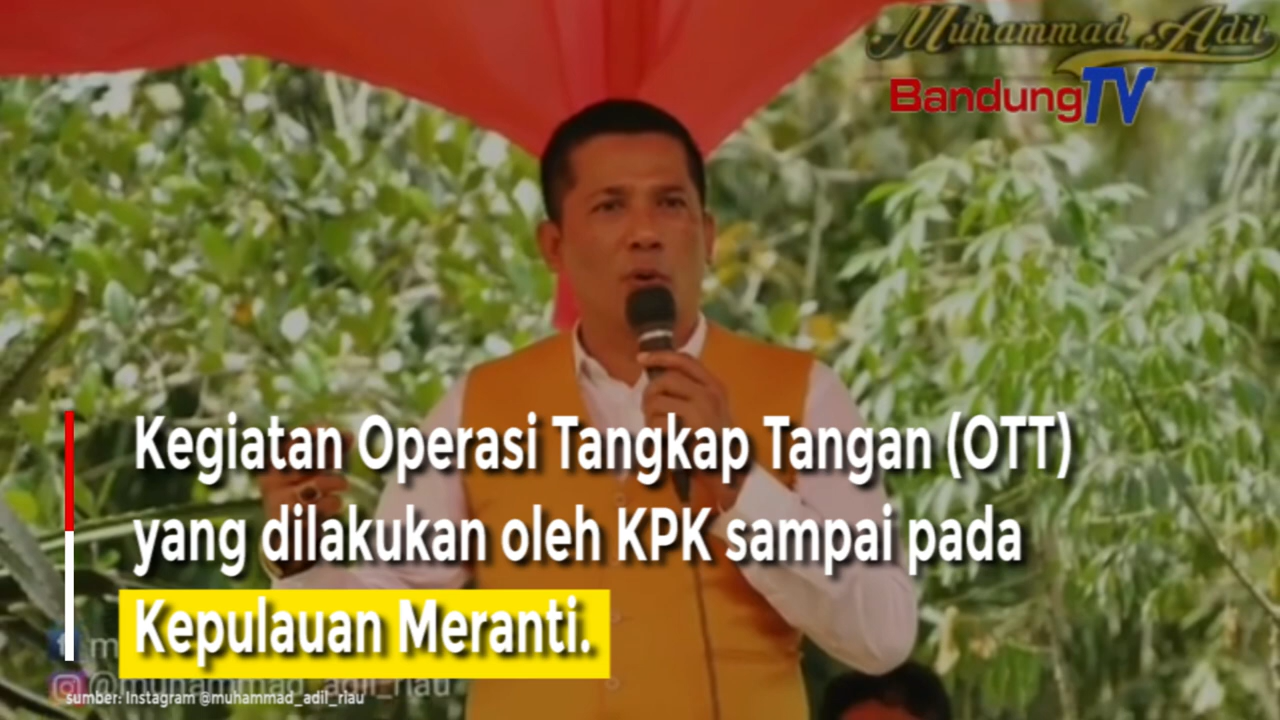 Muhammad Adil
BandungTV
Kegiatan Operasi Tangkap Tangan (OTT)
yang dilakukan oleh KPK sampai pada
Kepulauan Meranti.
@muhammad_adil_riau
sumber: Instagram @muhammad_adil_riau